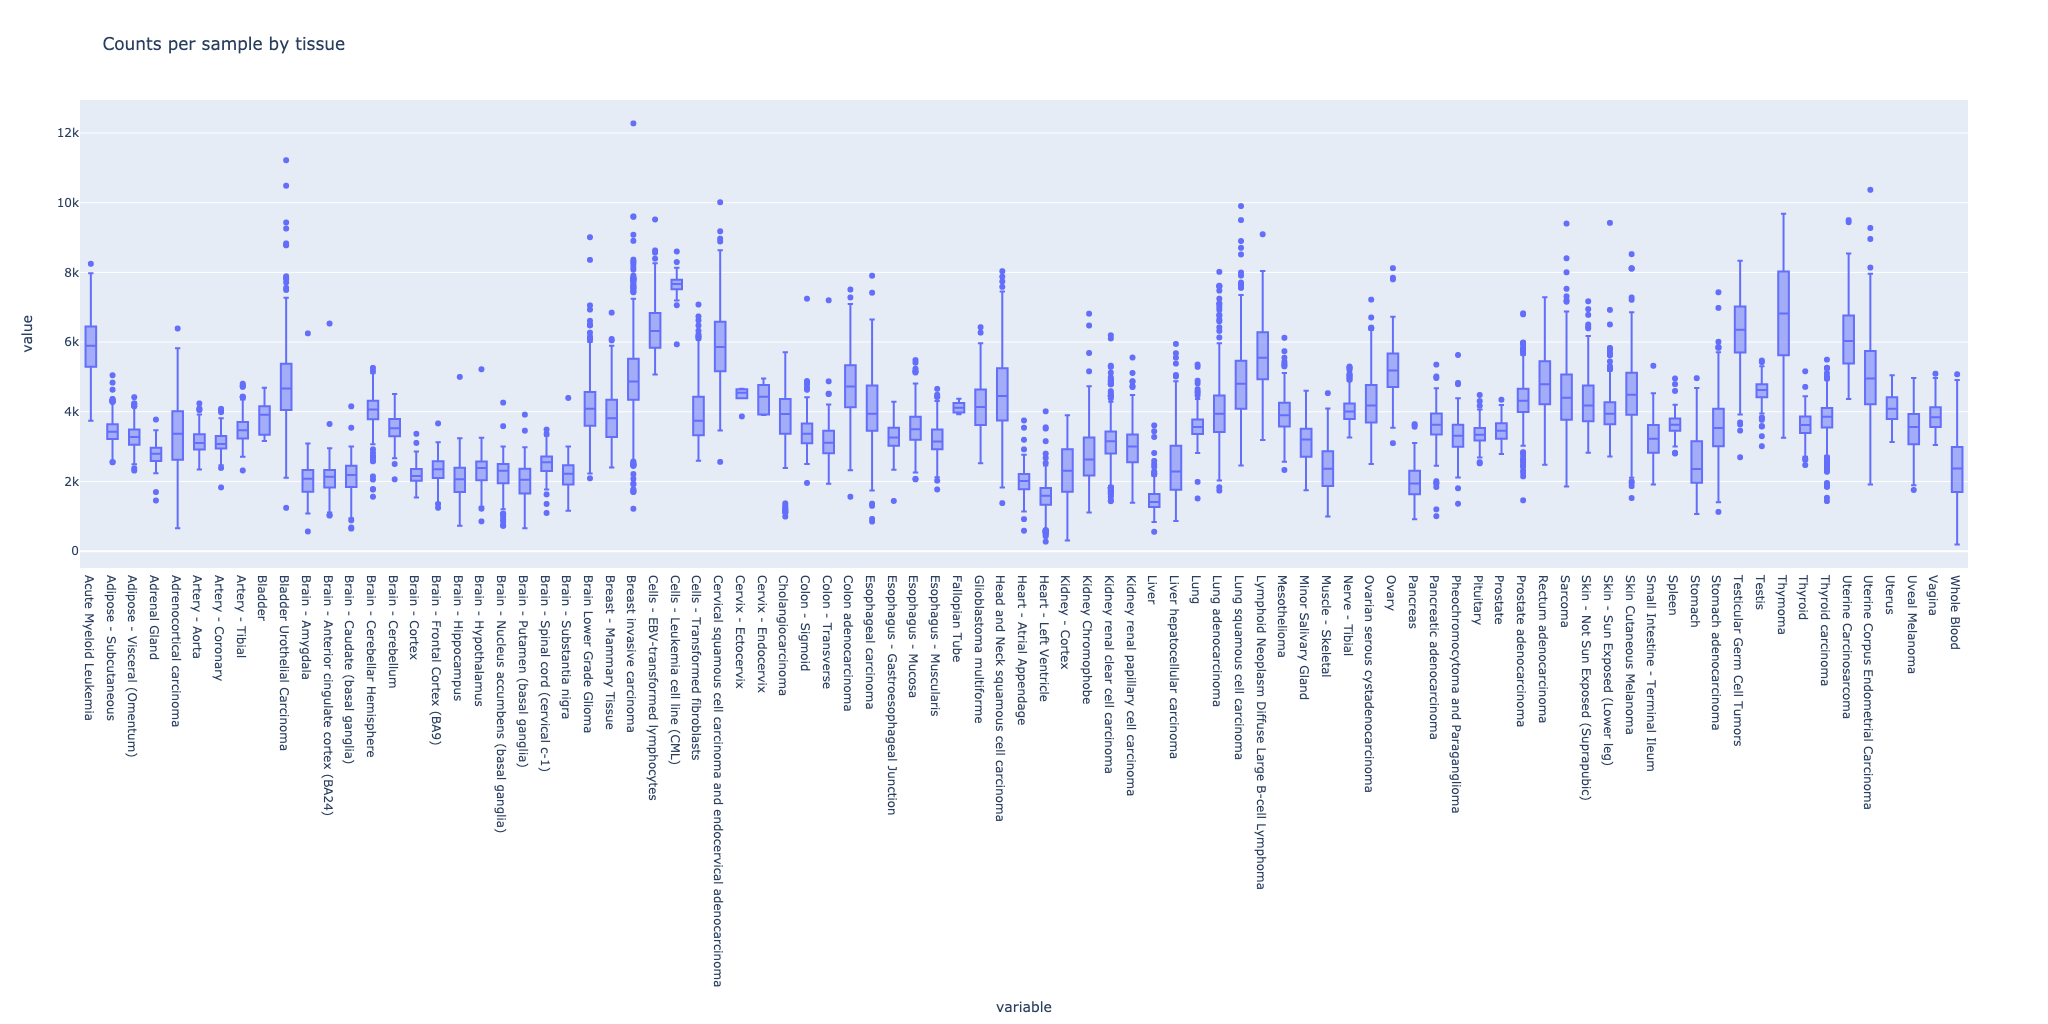 Counts per sample by tissue
12k
10k
8k
6k
4k
2k
0
value
Acute Myeloid Leukemia
Adipose - Subcutaneous
Adipose - Visceral (Omentum)
Adrenal Gland
Adrenocortical carcinoma
Artery - Aorta
Artery - Coronary
Artery - Tibial
Bladder
Bladder Urothelial Carcinoma
Brain - Amygdala
Brain - Anterior cingulate cortex (BA24)
Brain - Caudate (basal ganglia)
Brain - Cerebellar Hemisphere
Brain - Cerebellum
Brain - Cortex
Brain - Frontal Cortex (BA9)
Brain - Hippocampus
Brain - Hypothalamus
Brain - Nucleus accumbens (basal ganglia)
Brain - Putamen (basal ganglia)
Brain - Spinal cord (cervical c-1)
Brain - Substantia nigra
Brain Lower Grade Glioma
Breast - Mammary Tissue
Breast invasive carcinoma
Cells - EBV-transformed lymphocytes
Cells - Leukemia cell line (CML)
Cells - Transformed fibroblasts
Cervical squamous cell carcinoma and endocervical adenocarcinoma
Cervix - Ectocervix
Cervix - Endocervix
Cholangiocarcinoma
Colon - Sigmoid
Colon - Transverse
Colon adenocarcinoma
Esophageal carcinoma
Esophagus - Gastroesophageal Junction
Esophagus - Mucosa
Esophagus - Muscularis
Fallopian Tube
Glioblastoma multiforme
Head and Neck squamous cell carcinoma
Heart - Atrial Appendage
Heart - Left Ventricle
Kidney - Cortex
Kidney Chromophobe
Kidney renal clear cell carcinoma
Kidney renal papillary cell carcinoma
Liver
Liver hepatocellular carcinoma
Lung
Lung adenocarcinoma
Lung squamous cell carcinoma
Lymphoid Neoplasm Diffuse Large B-cell Lymphoma
Mesothelioma
Minor Salivary Gland
Muscle - Skeletal
Nerve - Tibial
Ovarian serous cystadenocarcinoma
Ovary
Pancreas
Pancreatic adenocarcinoma
Pheochromocytoma and Paraganglioma
Pituitary
Prostate
Prostate adenocarcinoma
Rectum adenocarcinoma
Sarcoma
Skin - Not Sun Exposed (Suprapubic)
Skin - Sun Exposed (Lower leg)
Skin Cutaneous Melanoma
Small Intestine - Terminal Ileum
Spleen
Stomach
Stomach adenocarcinoma
Testicular Germ Cell Tumors
Testis
Thymoma
Thyroid
Thyroid carcinoma
Uterine Carcinosarcoma
Uterine Corpus Endometrial Carcinoma
Uterus
Uveal Melanoma
Vagina
Whole Blood
variable